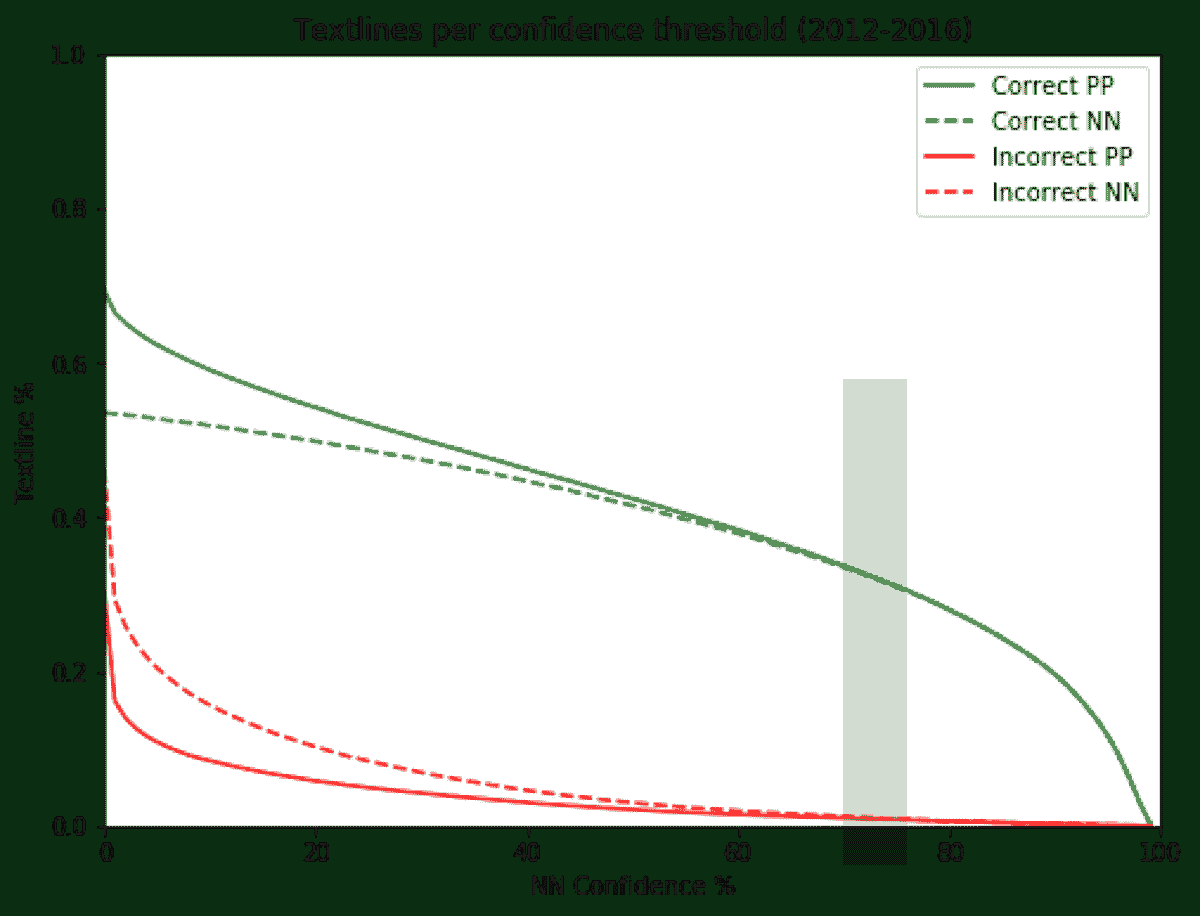 Textlines per confidence threshold (2012-2016)
1.0
0.8
0.6
0.4
0.2
0.0
Textline %
Correct PP
Correct NN
Incorrect PP
Incorrect NN
0 20 40 60 80 100
NN Confidence %